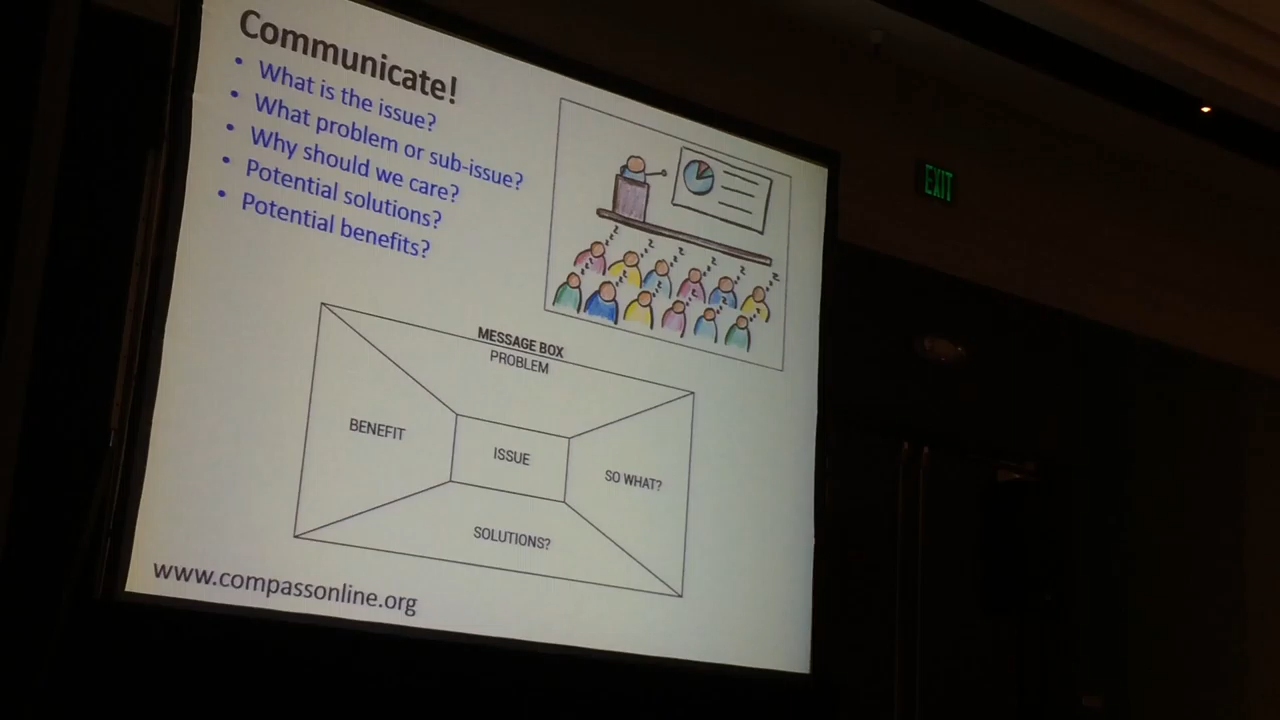 Communicate!
• What is the issue?
• What problem or sub-issue?
• Why should we care?
• Potential solutions?
• Potential benefits?
z z z z z z
z z z z z z
MESSAGE BOX
PROBLEM
BENEFIT
ISSUE
SO WHAT?
SOLUTIONS?
www.compassonline.org
EXIT